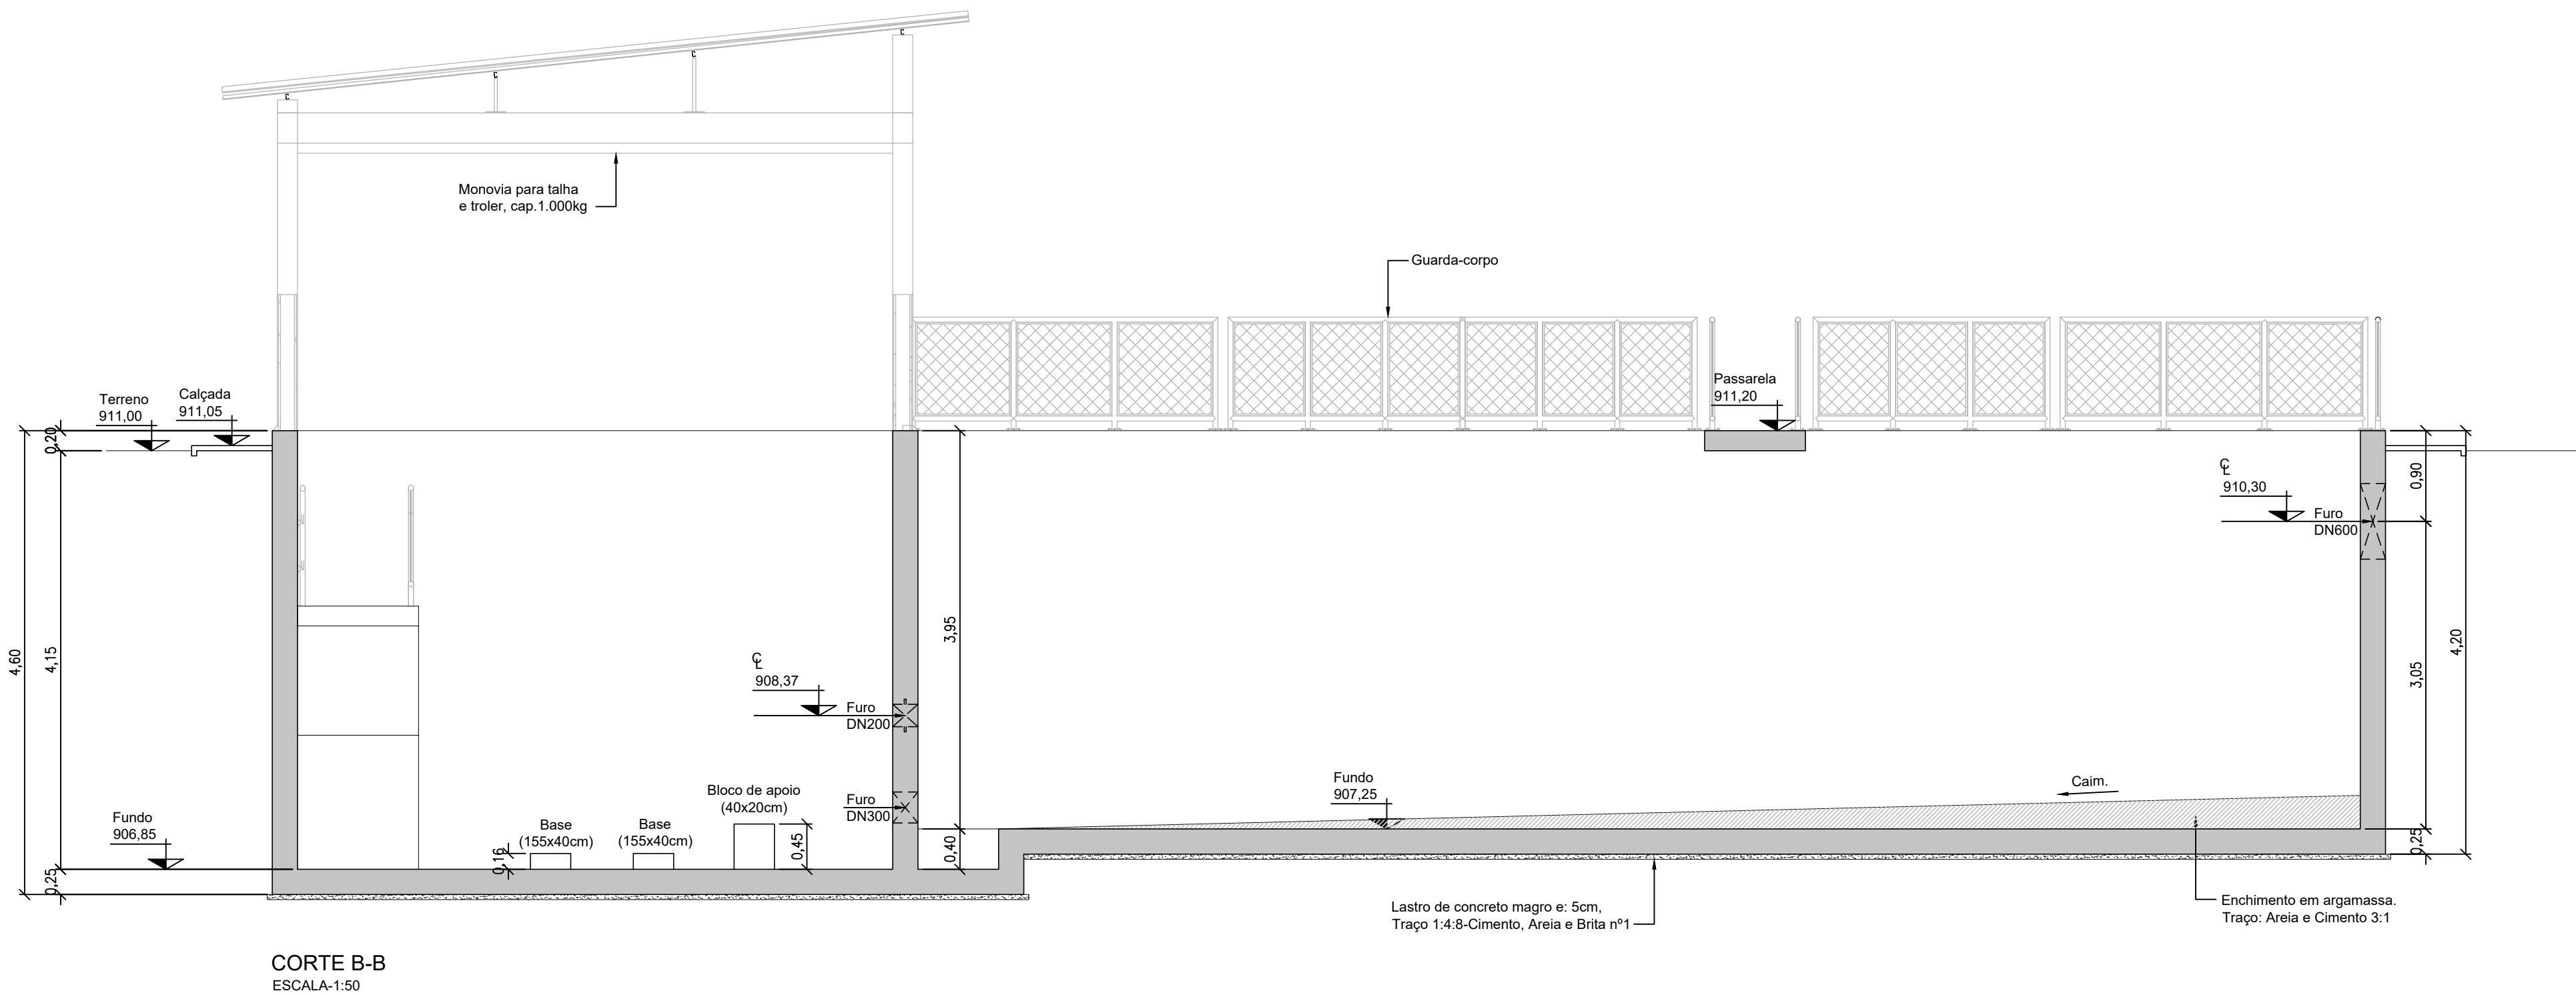 Monovia para talha
e troler, cap.1.000kg
Guarda-corpo
Terreno
911,00
Calçada
911,05
Passarela
911,20
0,20
4,60
4,15
0,25
Fundo
906,85
0,16
Base
(155x40cm)
Base
(155x40cm)
Bloco de apoio
(40x20cm)
0,45
℄
908,37
Furo
DN200
Furo
DN300
3,95
0,40
Fundo
907,25
℄
910,30
Furo
DN600
0,90
3,05
4,20
0,25
Caim.
Lastro de concreto magro e: 5cm,
Traço 1:4:8-Cimento, Areia e Brita nº1
Enchimento em argamassa.
Traço: Areia e Cimento 3:1
CORTE B-B
ESCALA-1:50